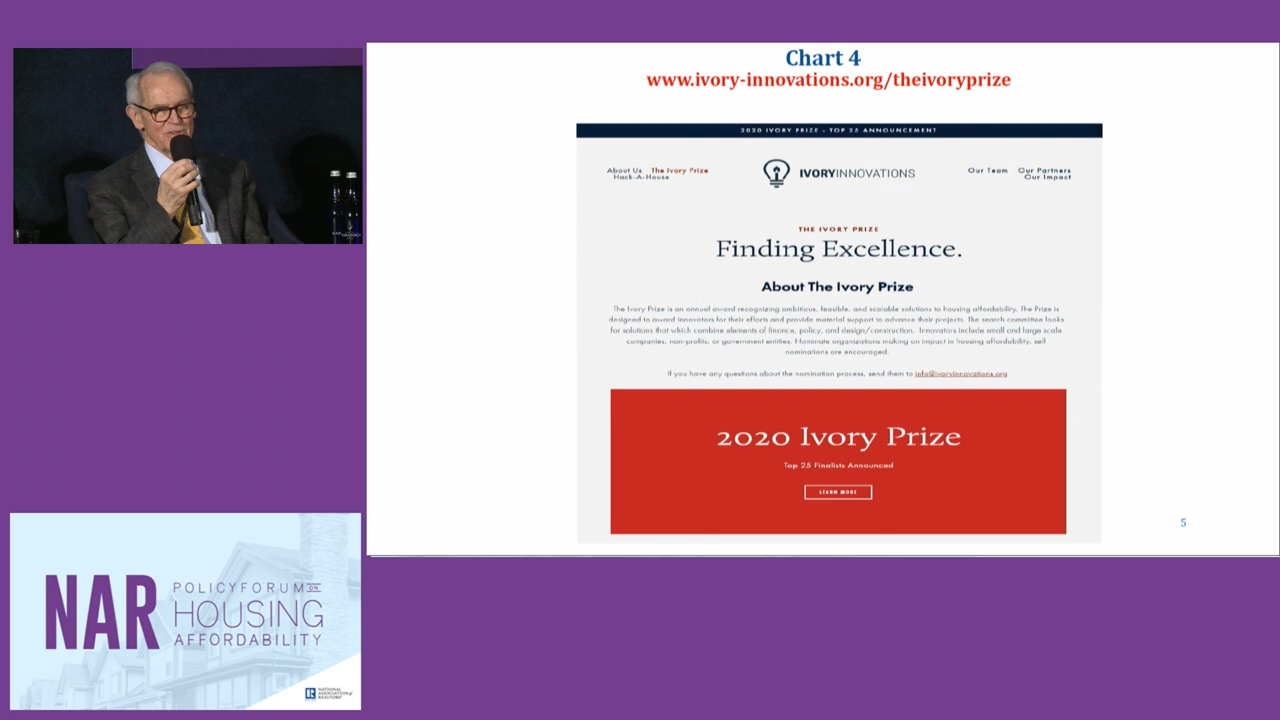 Chart 4
www.ivory-innovations.org/theivoryprize
2020 IVORY PRIZE - TOP 25 ANNOUNCEMENT
About Us The Ivory Prize
Hack-A-House
IVORYINNOVATIONS
Our Team Our Partners
Our Impact
THE IVORY PRIZE
Finding Excellence.
About The Ivory Prize
The Ivory Prize is an annual award recognizing ambitious, feasible, and scalable solutions to housing affordability. The Prize is
designed to award innovators for their efforts and provide material support to advance their projects. The search committee looks
for solutions that which combine elements of finance, policy, and design/construction. Innovators include small and large scale
companies, non-profits, or government entities. Nominate organizations making an impact in housing affordability, self
nominations are encouraged.
If you have any questions about the nomination process, send them to info@ivoryinnovations.org
2020 Ivory Prize
Top 25 Finalists Announced
LEARN MORE
5
NAR
POLICYFORUM ON
HOUSING
AFFORDABILITY
NATIONAL
ASSOCIATION of
REALTORS®